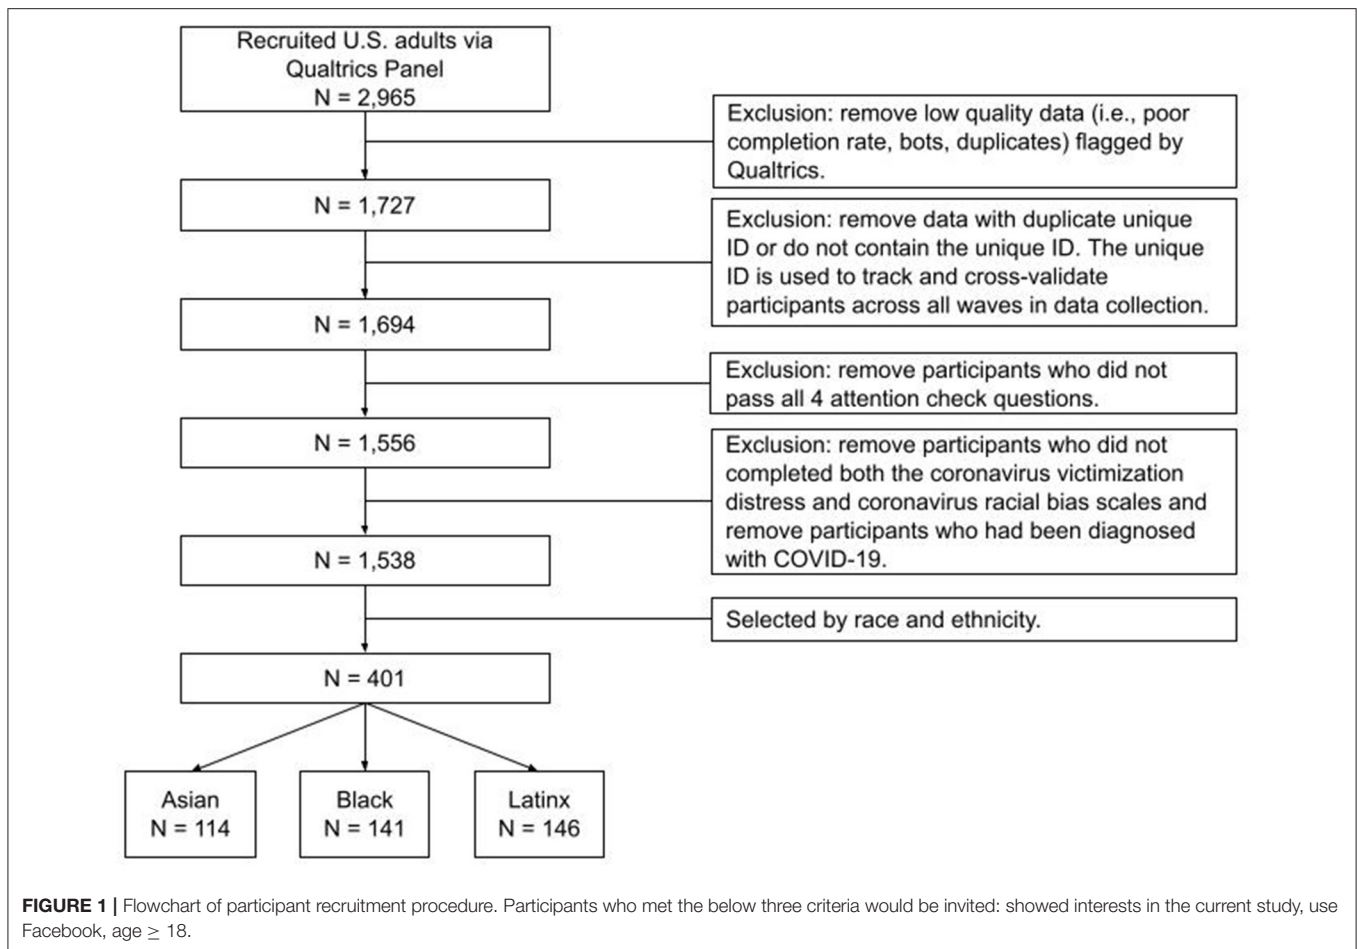 Recruited U.S. adults via
Qualtrics Panel
N = 2,965
Exclusion: remove low quality data (i.e., poor
completion rate, bots, duplicates) flagged by
Qualtrics.
N = 1,727
Exclusion: remove data with duplicate unique
ID or do not contain the unique ID. The unique
ID is used to track and cross-validate
participants across all waves in data collection.
N = 1,694
Exclusion: remove participants who did not
pass all 4 attention check questions.
N = 1,556
Exclusion: remove participants who did not
completed both the coronavirus victimization
distress and coronavirus racial bias scales and
remove participants who had been diagnosed
with COVID-19.
N = 1,538
Selected by race and ethnicity.
N = 401
Asian
N = 114
Black
N = 141
Latinx
N = 146
FIGURE 1 | Flowchart of participant recruitment procedure. Participants who met the below three criteria would be invited: showed interests in the current study, use
Facebook, age ≥ 18.